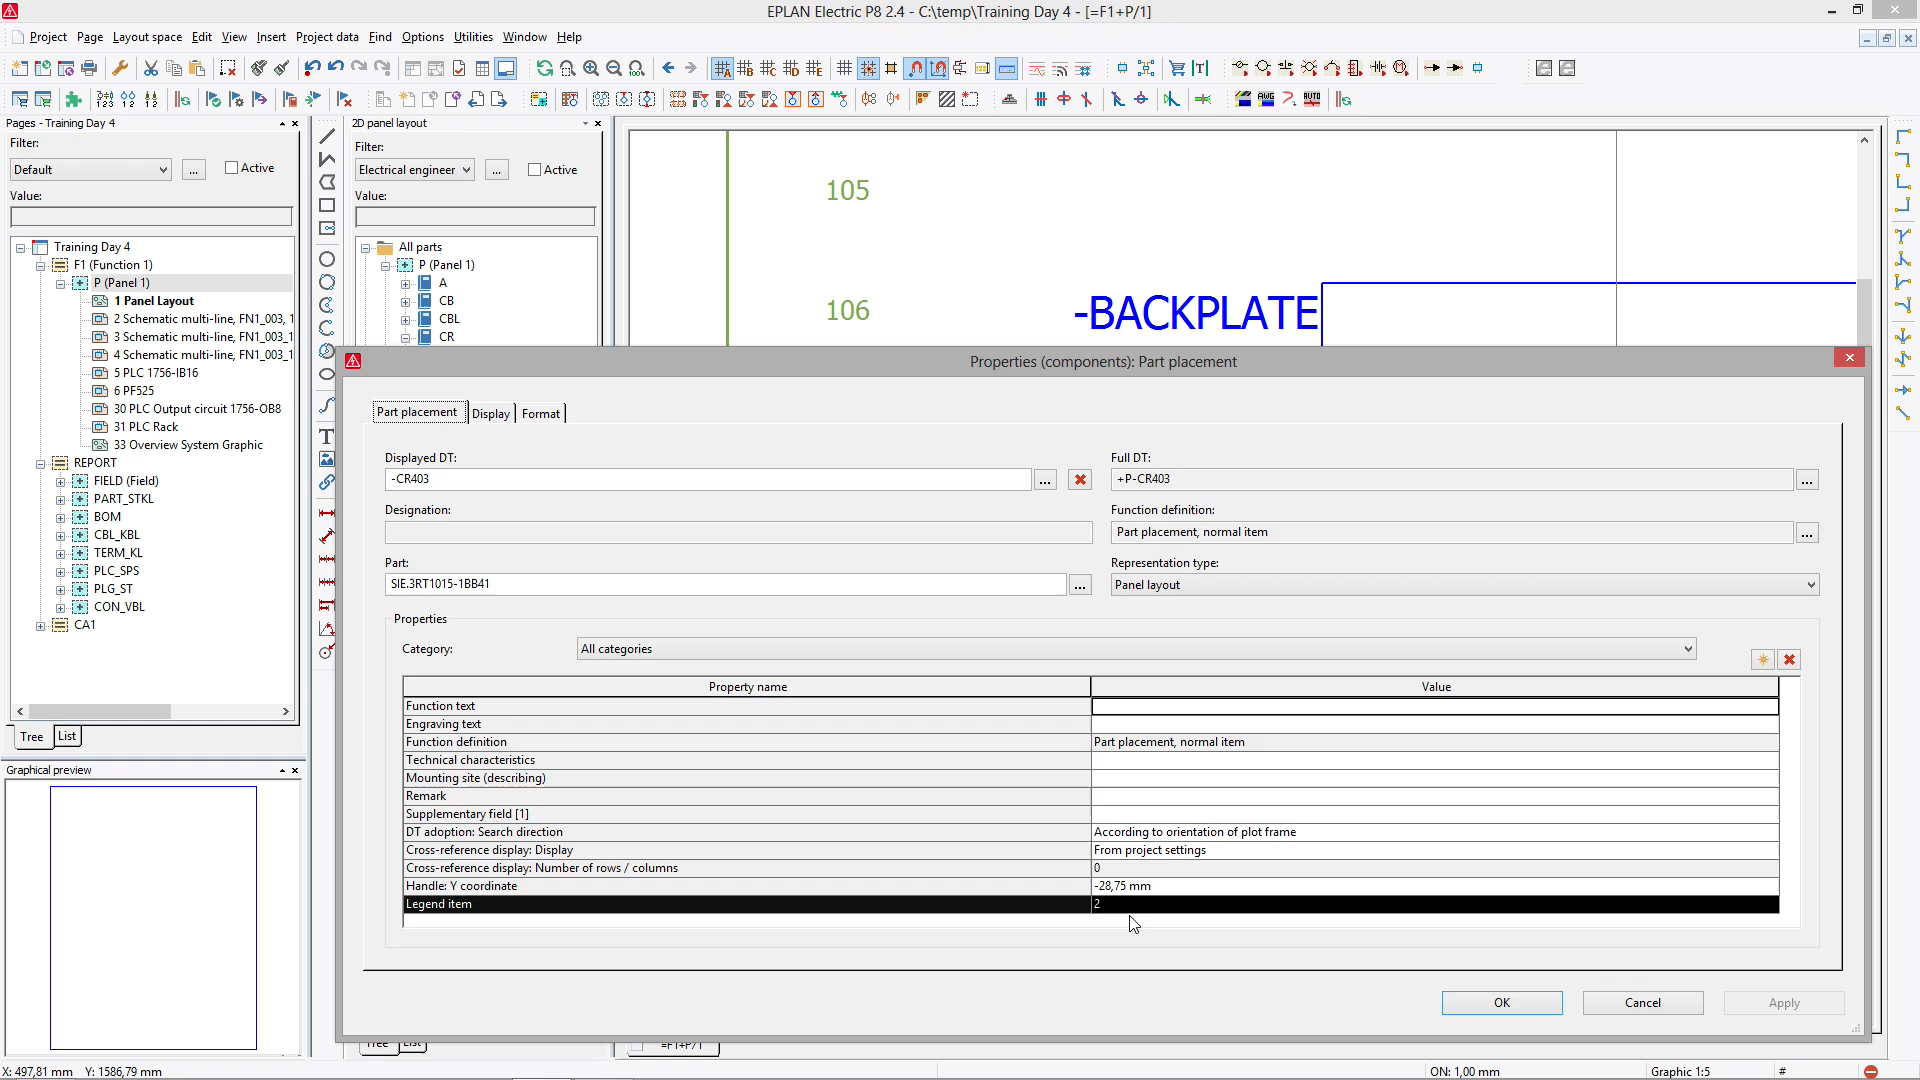 EPLAN Electric P8 2.4 - C:\temp\Training Day 4 - [=F1+P/1]
Project Page Layout space Edit View Insert Project data Find Options Utilities Window Help
Pages - Training Day 4
Filter:
Default
...
Active
Value:
Training Day 4
F1 (Function 1)
P (Panel 1)
1 Panel Layout
2 Schematic multi-line, FN1_003, 1
3 Schematic multi-line, FN1_003_1
4 Schematic multi-line, FN1_003_1
5 PLC 1756-IB16
6 PF525
30 PLC Output circuit 1756-OB8
31 PLC Rack
33 Overview System Graphic
REPORT
FIELD (Field)
PART_STKL
BOM
CBL_KBL
TERM_KL
PLC_SPS
PLG_ST
CON_VBL
CA1
Tree
List
Graphical preview
2D panel layout
Filter:
Electrical engineer
...
Active
Value:
All parts
P (Panel 1)
A
CB
CBL
CR
105
106
-BACKPLATE
Properties (components): Part placement
Part placement
Display
Format
Displayed DT:
-CR403
...
Full DT:
+P-CR403
...
Designation:
Function definition:
Part placement, normal item
...
Part:
SIE.3RT1015-1BB41
...
Representation type:
Panel layout
Properties
Category:
All categories
Property name Value
Function text
Engraving text
Function definition Part placement, normal item
Technical characteristics
Mounting site (describing)
Remark
Supplementary field [1]
DT adoption: Search direction According to orientation of plot frame
Cross-reference display: Display From project settings
Cross-reference display: Number of rows / columns 0
Handle: Y coordinate -28,75 mm
Legend item 2
OK
Cancel
Apply
Tree
List
=F1+P/1
X: 497,81 mm Y: 1586,79 mm
ON: 1,00 mm
Graphic 1:5
#